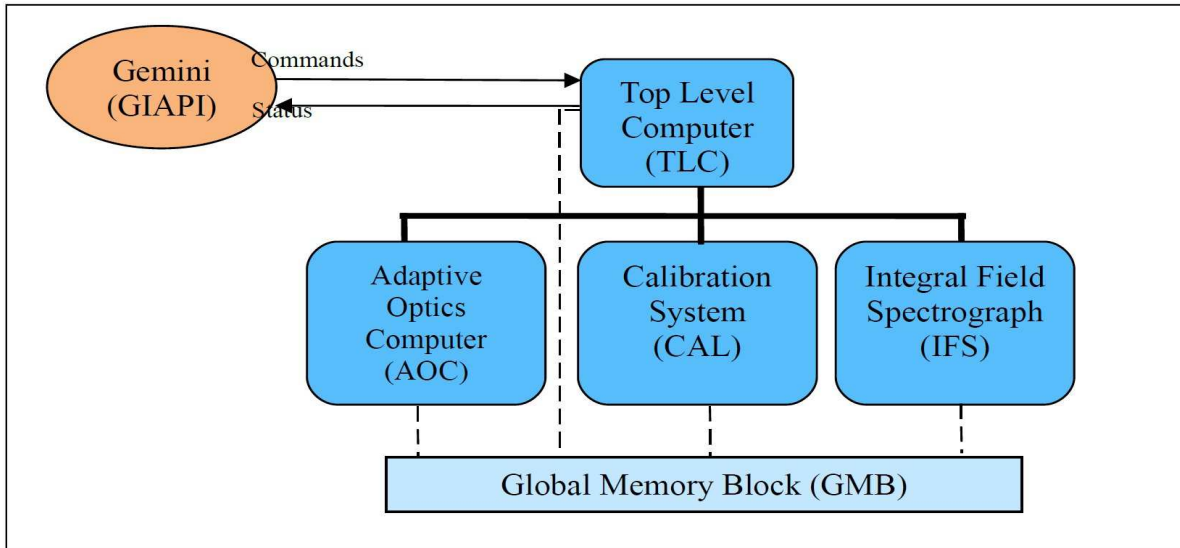 Gemini
(GIAPI)
Commands
Status
Top Level
Computer
(TLC)
Adaptive
Optics
Computer
(AOC)
Calibration
System
(CAL)
Integral Field
Spectrograph
(IFS)
Global Memory Block (GMB)